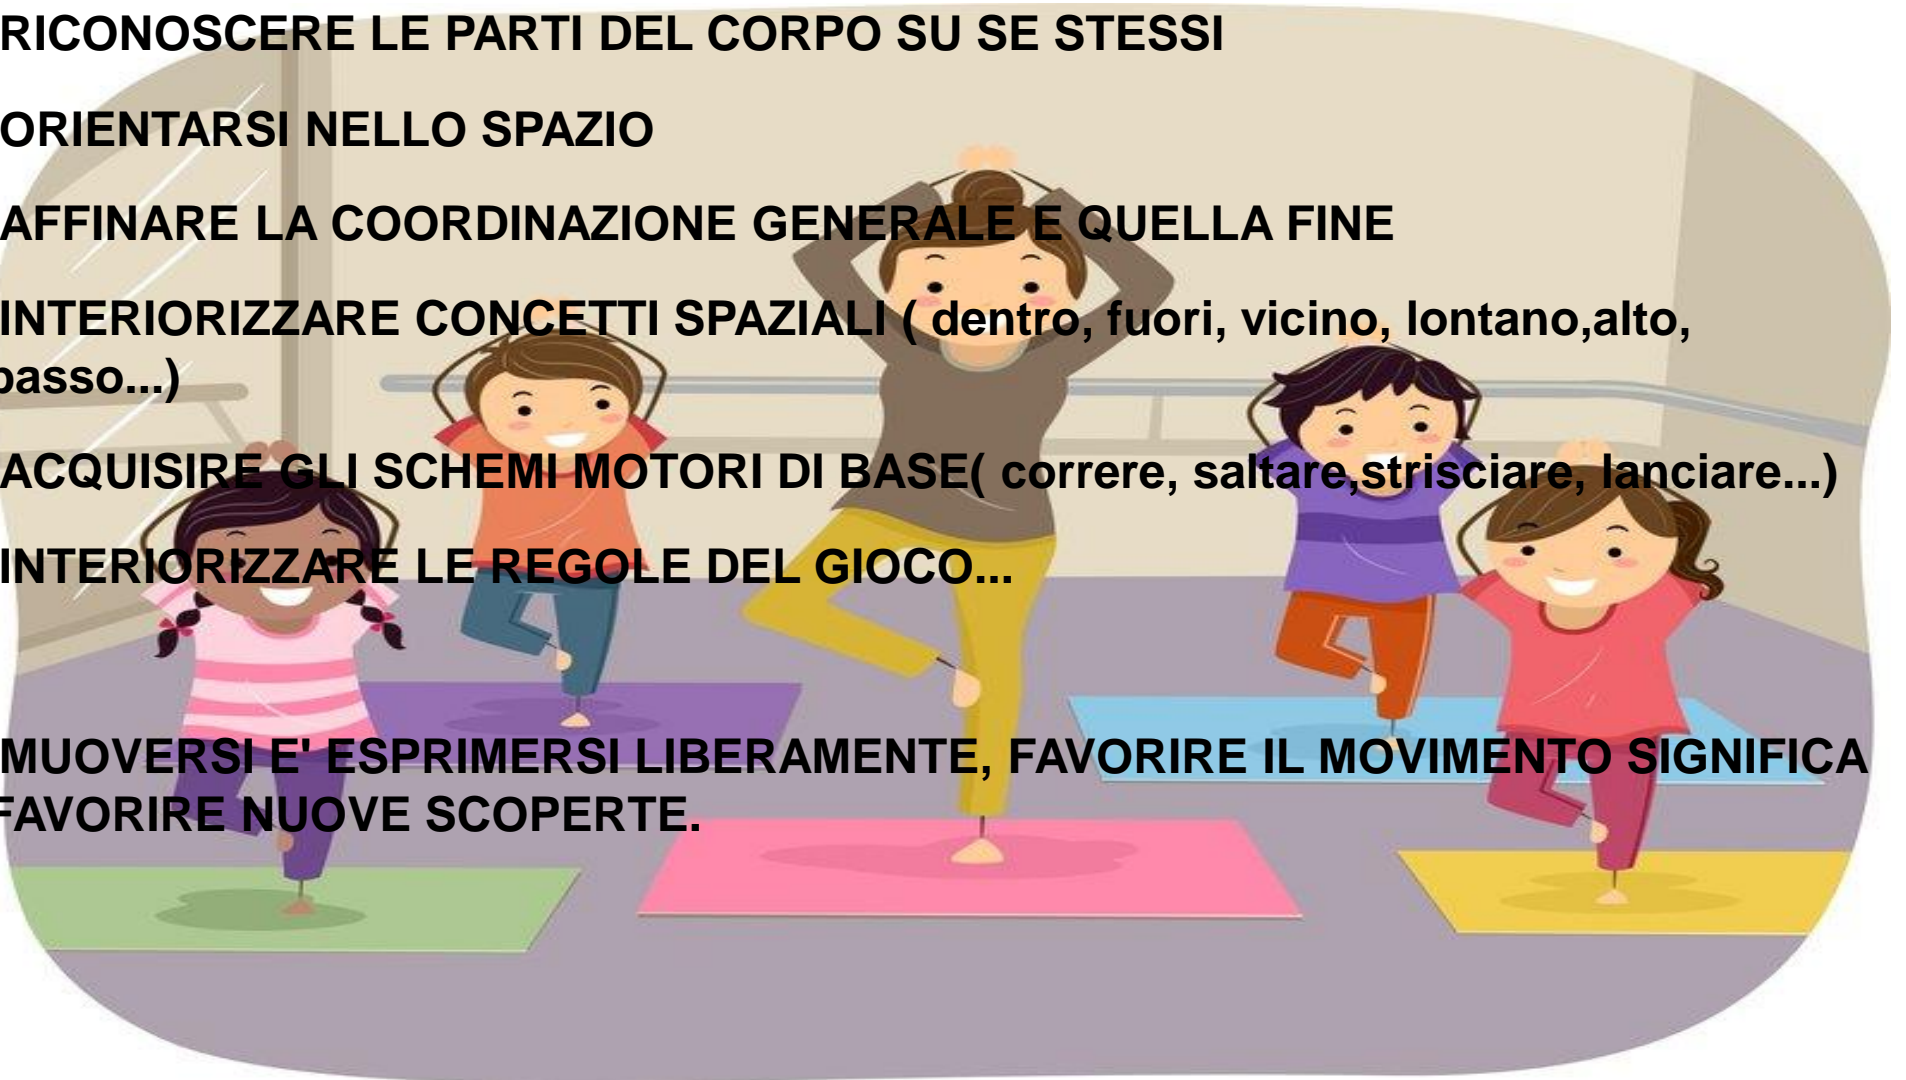 RICONOSCERE LE PARTI DEL CORPO SU SE STESSI
ORIENTARSI NELLO SPAZIO
AFFINARE LA COORDINAZIONE GENERALE E QUELLA FINE
INTERIORIZZARE CONCETTI SPAZIALI ( dentro, fuori, vicino, lontano,alto,
basso...)
ACQUISIRE GLI SCHEMI MOTORI DI BASE( correre, saltare,strisciare, lanciare...)
INTERIORIZZARE LE REGOLE DEL GIOCO...
MUOVERSI E' ESPRIMERSI LIBERAMENTE, FAVORIRE IL MOVIMENTO SIGNIFICA
FAVORIRE NUOVE SCOPERTE.